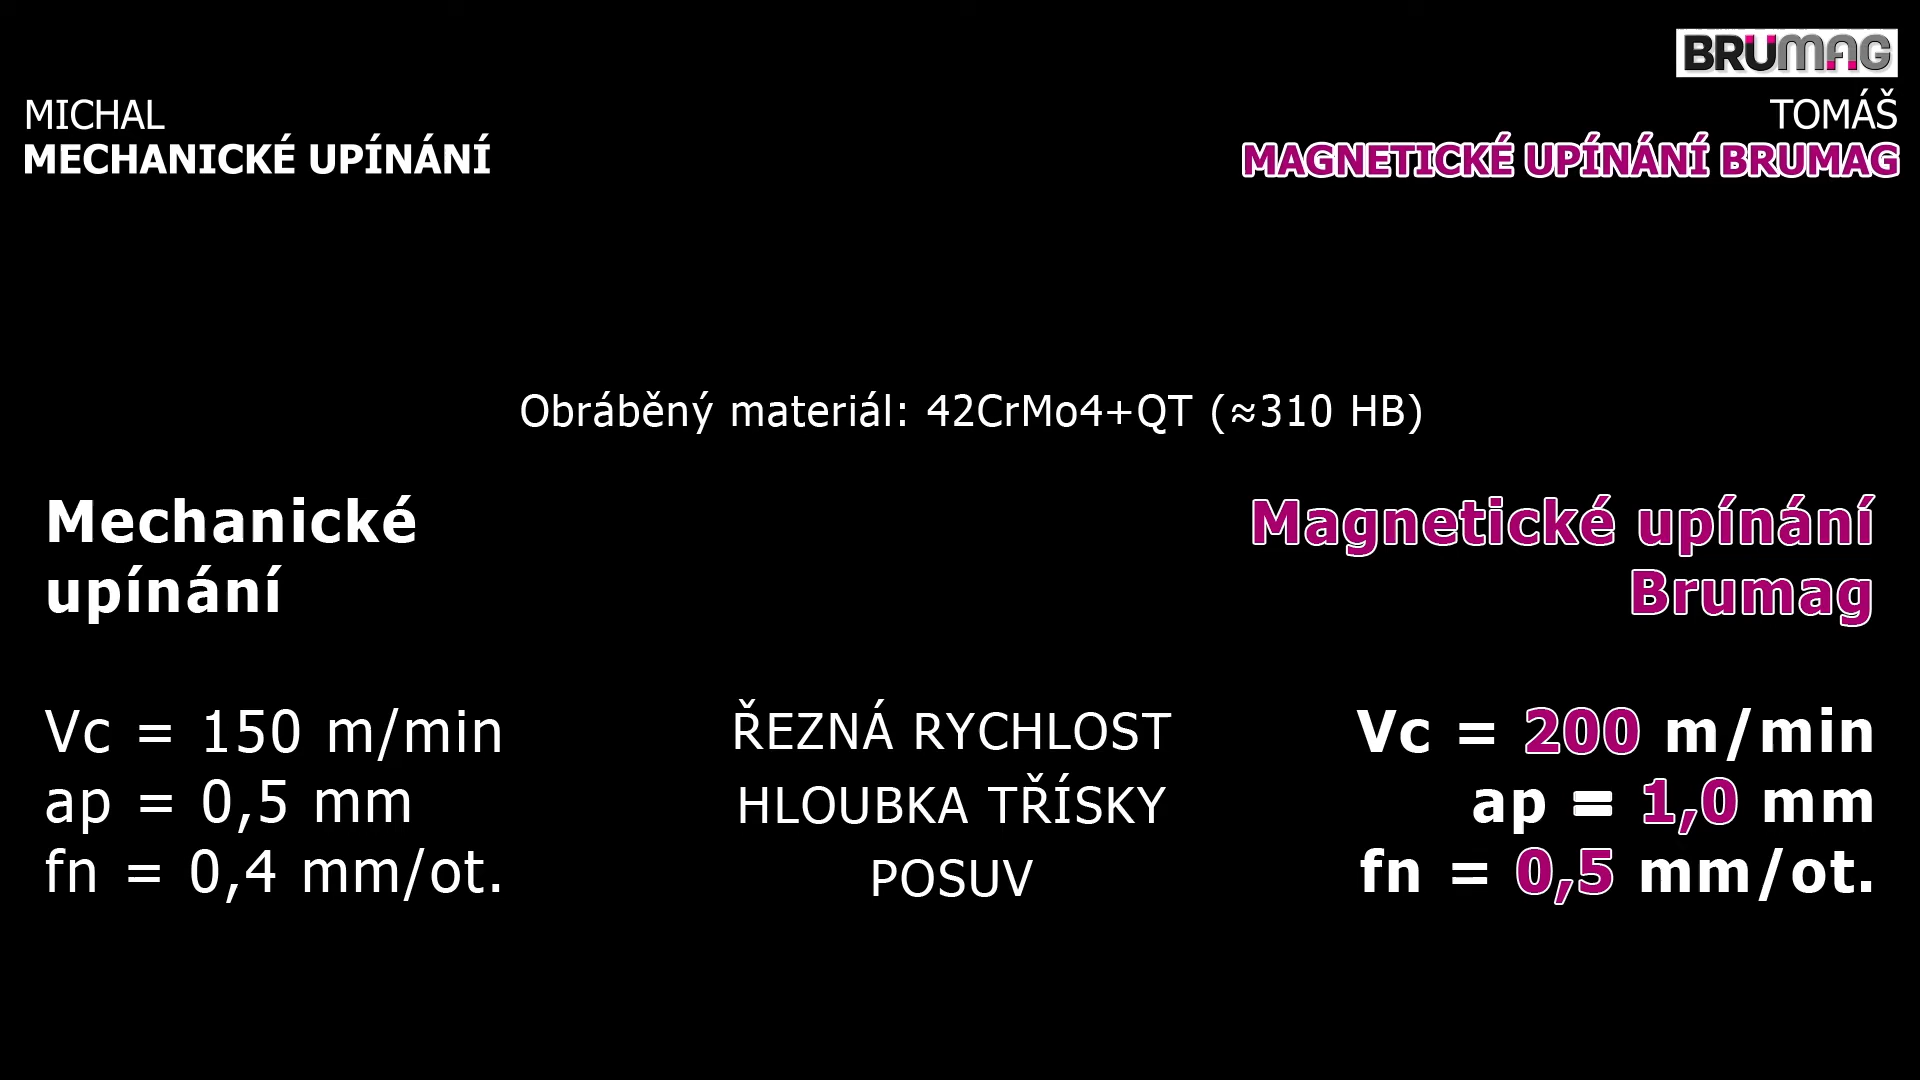 BRUMAG
MICHAL
MECHANICKÉ UPÍNÁNÍ
TOMÁŠ
MAGNETICKÉ UPÍNÁNÍ BRUMAG
Obráběný materiál: 42CrMo4+QT (≈310 HB)
Mechanické
upínání
Magnetické upínání
Brumag
Vc = 150 m/min
ŘEZNÁ RYCHLOST
Vc = 200 m/min
ap = 0,5 mm
HLOUBKA TŘÍSKY
ap = 1,0 mm
fn = 0,4 mm/ot.
POSUV
fn = 0,5 mm/ot.